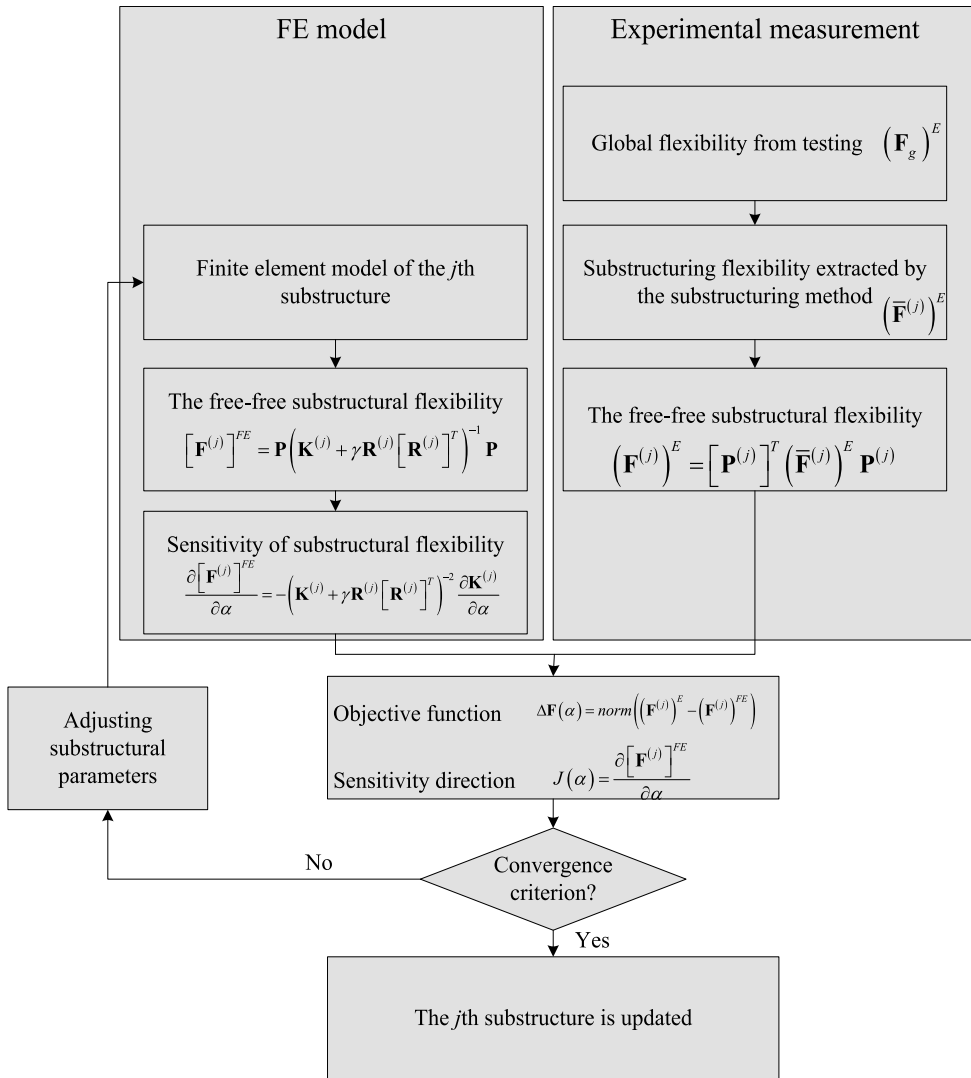 FE model
Finite element model of the jth
substructure
The free-free substructural flexibility
[F^(j)]^FE = P(K^(j) + γR^(j)[R^(j)]^T)^−1 P
Sensitivity of substructural flexibility
∂[F^(j)]^FE / ∂α = −(K^(j) + γR^(j)[R^(j)]^T)^−2 ∂K^(j) / ∂α
Experimental measurement
Global flexibility from testing (F_g)^E
Substructuring flexibility extracted by
the substructuring method (F̅^(j))^E
The free-free substructural flexibility
(F^(j))^E = [P^(j)]^T (F̅^(j))^E P^(j)
Objective function ΔF(α) = norm((F^(j))^E − (F^(j))^FE)
Sensitivity direction J(α) = ∂[F^(j)]^FE / ∂α
Adjusting
substructural
parameters
No
Convergence
criterion?
Yes
The jth substructure is updated